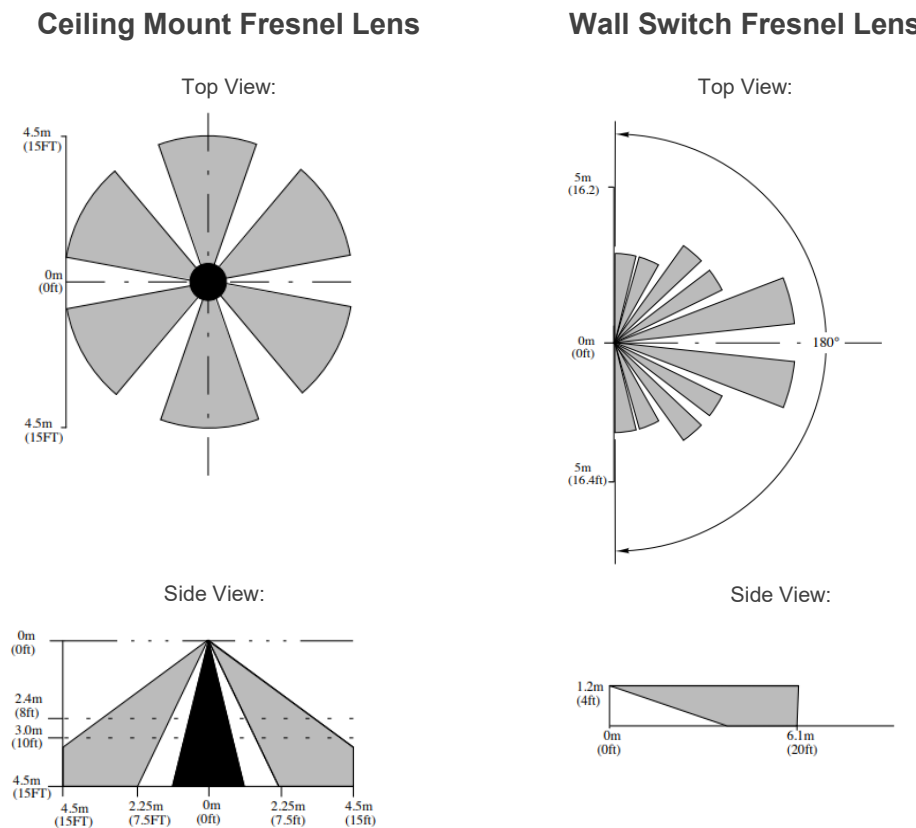 Ceiling Mount Fresnel Lens
Top View:
4.5m
(15FT)
0m
(0ft)
4.5m
(15FT)
Side View:
0m
(0ft)
2.4m
(8ft)
3.0m
(10ft)
4.5m
(15FT)
4.5m
(15FT)
2.25m
(7.5FT)
0m
(0ft)
2.25m
(7.5ft)
4.5m
(15ft)
Wall Switch Fresnel Lens
Top View:
5m
(16.2)
0m
(0ft)
180°
5m
(16.4ft)
Side View:
1.2m
(4ft)
0m
(0ft)
6.1m
(20ft)